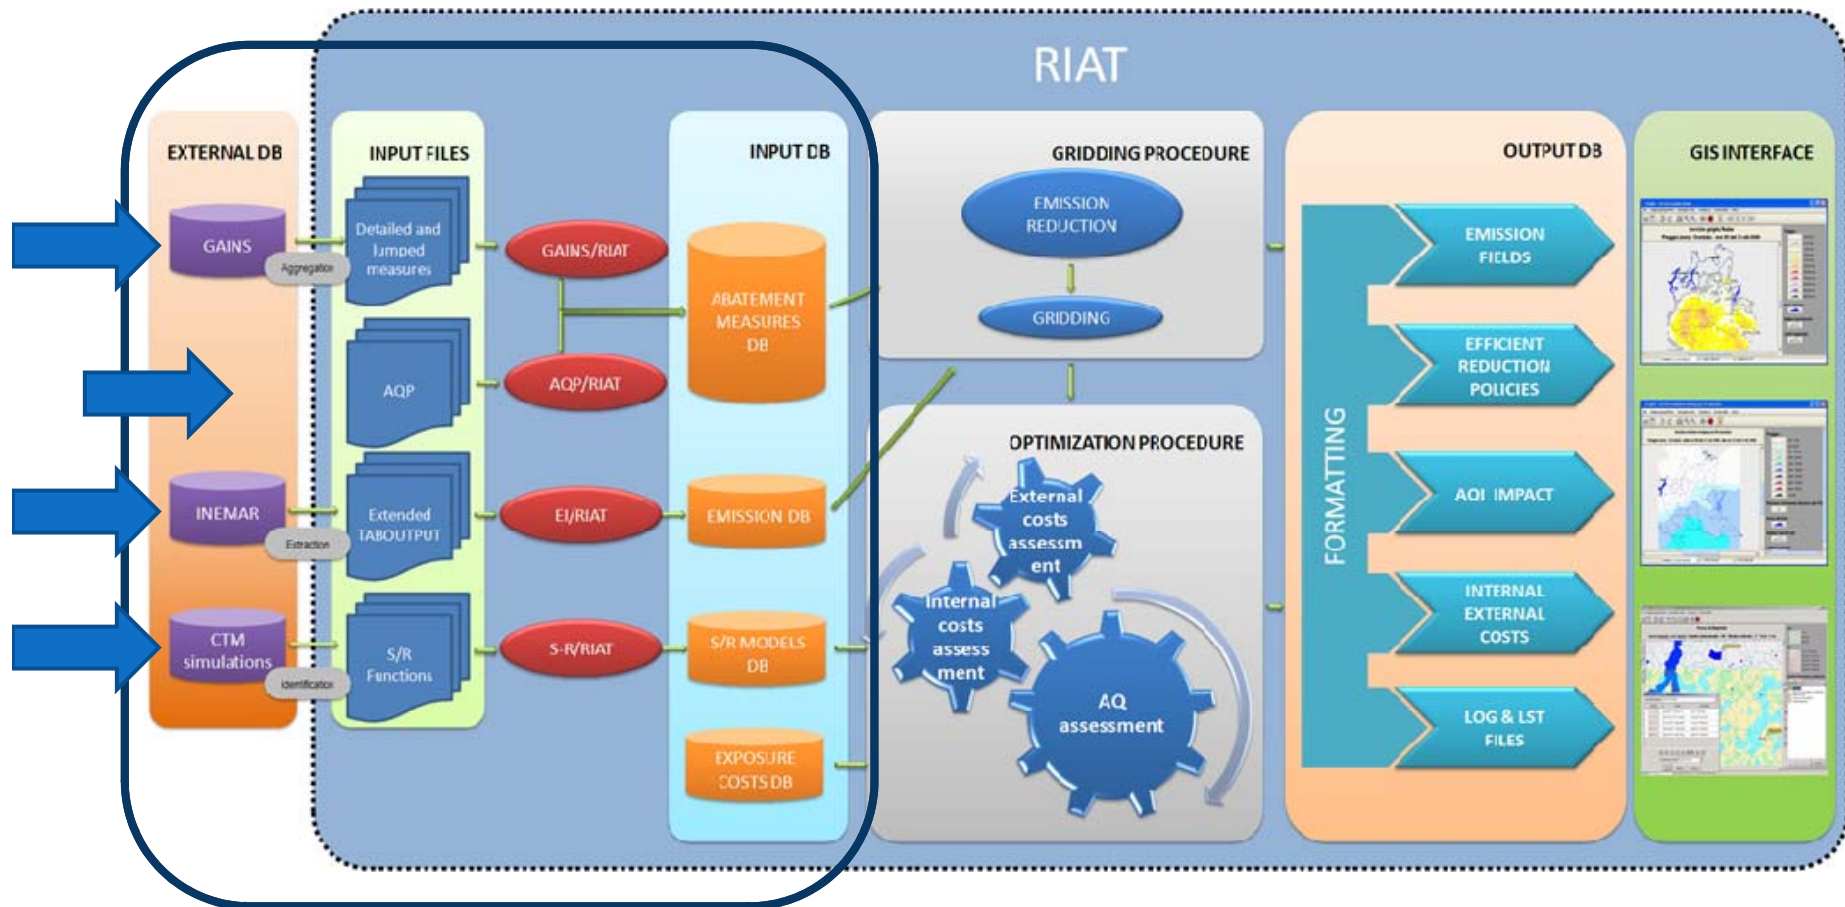 RIAT
EXTERNAL DB
GAINS
Aggregation
INEMAR
Extraction
CTM
simulations
Identification
INPUT FILES
Detailed and
lumped
measures
AQP
Extended
TABOUTPUT
S/R
Functions
GAINS/RIAT
AQP/RIAT
EI/RIAT
S-R/RIAT
INPUT DB
ABATEMENT
MEASURES
DB
EMISSION DB
S/R MODELS
DB
EXPOSURE
COSTS DB
GRIDDING PROCEDURE
EMISSION
REDUCTION
GRIDDING
OPTIMIZATION PROCEDURE
External
costs
assessm
ent
Internal
costs
assess
ment
AQ
assessment
OUTPUT DB
FORMATTING
EMISSION
FIELDS
EFFICIENT
REDUCTION
POLICIES
AQI IMPACT
INTERNAL
EXTERNAL
COSTS
LOG & LST
FILES
GIS INTERFACE